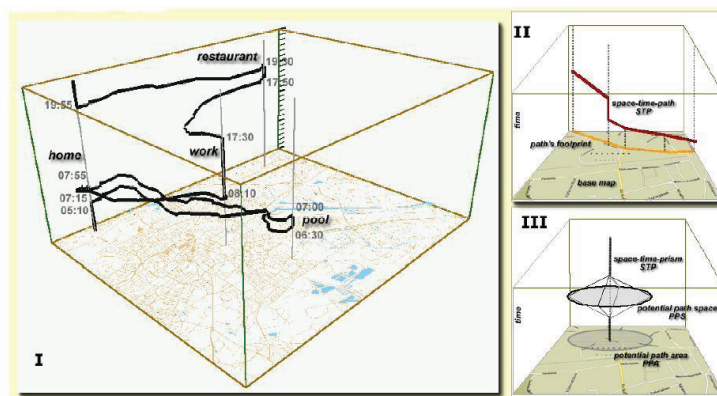 I
restaurant
19:30
17:50
19:55
17:30
home
work
07:55
07:15
05:10
08:10
07:00
pool
06:30
II
time
space-time-path
STP
path's footprint
base map
III
time
space-time-prism
STP
potential path space
PPS
potential path area
PPA